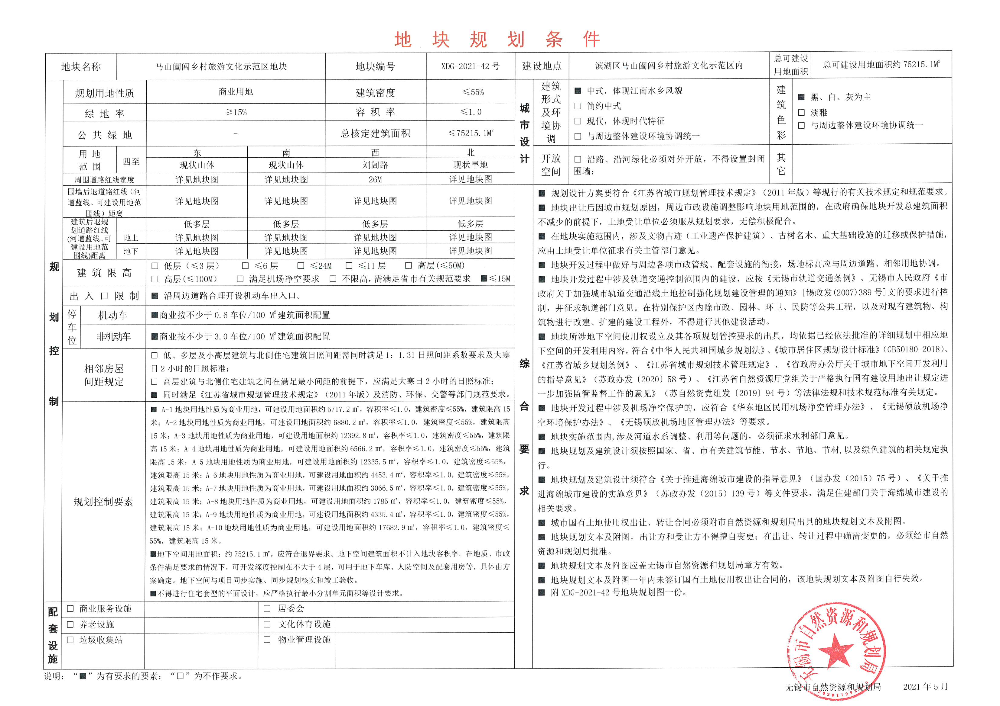 地块规划条件
地块名称 马山阖闾乡村旅游文化示范区地块 地块编号 XDG-2021-42 号 建设地点 滨湖区马山阖闾乡村旅游文化示范区内 总可建设用地面积 总可建设用地面积约 75215.1M²
规划控制
规划用地性质 商业用地 建筑密度 ≤55%
绿地率 ≥15% 容积率 ≤1.0
公共绿地 - 总核定建筑面积 ≤75215.1M²
用地范围 四至 东 南 西 北
现状山体 现状山体 刘闾路 现状旱地
周围道路红线宽度 详见地块图 详见地块图 26M 详见地块图
围墙后退道路红线（河
道蓝线、可建设用地范
围线）距离
详见地块图 详见地块图 详见地块图 详见地块图
建筑后退规
划道路红线
(河道蓝线、可
建设用地范
围线)距离
低多层 低多层 低多层 低多层
地上 详见地块图 详见地块图 详见地块图 详见地块图
地下 详见地块图 详见地块图 详见地块图 详见地块图
建筑限高
□ 低层（≤3 层） □ ≤6 层 □ ≤24M □ ≤11 层 □ 高层(≤50M)
□ 高层(≤100M) □ 满足机场净空要求 □ 不限高,需满足省市有关规范要求 ■≤15M
出入口限制 ■ 沿周边道路合理开设机动车出入口。
停车位
机动车 ■商业按不少于 0.6 车位/100 M²建筑面积配置
非机动车 ■商业按不少于 3.0 车位/100 M²建筑面积配置
相邻房屋
间距规定
□ 低、多层及小高层建筑与北侧住宅建筑日照间距需同时满足 1：1.31 日照间距系数要求及大寒
日 2 小时的日照标准；
□ 高层建筑与北侧住宅建筑之间在满足最小间距的前提下，应满足大寒日 2 小时的日照标准；
■ 同时满足《江苏省城市规划管理技术规定》（2011 年版）及消防、环保、交警等部门规范要求。
规划控制要素
■ A-1 地块用地性质为商业用地，可建设用地面积约 5717.2 ㎡，容积率≤1.0，建筑密度≤55%，建筑限高 15
米；A-2 地块用地性质为商业用地，可建设用地面积约 6880.2 ㎡，容积率≤1.0，建筑密度≤55%，建筑限高
15 米；A-3 地块用地性质为商业用地，可建设用地面积约 12392.8 ㎡，容积率≤1.0，建筑密度≤55%，建筑限
高 15 米；A-4 地块用地性质为商业用地，可建设用地面积约 6566.2 ㎡，容积率≤1.0，建筑密度≤55%，建筑
限高 15 米；A-5 地块用地性质为商业用地，可建设用地面积约 12335.5 ㎡，容积率≤1.0，建筑密度≤55%，
建筑限高 15 米；A-6 地块用地性质为商业用地，可建设用地面积约 4453.4 ㎡，容积率≤1.0，建筑密度≤55%，
建筑限高 15 米；A-7 地块用地性质为商业用地，可建设用地面积约 3066.5 ㎡，容积率≤1.0，建筑密度≤55%，
建筑限高 15 米；A-8 地块用地性质为商业用地，可建设用地面积约 1785 ㎡，容积率≤1.0，建筑密度≤55%，
建筑限高 15 米；A-9 地块用地性质为商业用地，可建设用地面积约 4335.4 ㎡，容积率≤1.0，建筑密度≤55%，
建筑限高 15 米；A-10 地块用地性质为商业用地，可建设用地面积约 17682.9 ㎡，容积率≤1.0，建筑密度≤
55%，建筑限高 15 米。
■地下空间用地面积：约 75215.1 ㎡，应符合退界要求。地下空间建筑面积不计入地块容积率。在地质、市政
条件满足要求的情况下，可开发深度控制在不大于 4 层，可用于地下车库、人防空间及配套用房等，具体由方
案确定。地下空间与项目同步实施、同步规划核实和竣工验收。
■不得进行住宅套型的平面设计，应严格执行最小分割单元面积等设计要求。
配套设施
□ 商业服务设施 □ 居委会
□ 养老设施 □ 文化体育设施
□ 垃圾收集站 □ 物业管理设施
城市设计
建筑形式及环境协调
■ 中式，体现江南水乡风貌
□ 简约中式
□ 现代，体现时代特征
□ 与周边整体建设环境协调统一
建筑色彩
■ 黑、白、灰为主
□ 淡雅
□ 与周边整体建设环境协调统一
开放空间
□ 沿路、沿河绿化必须对外开放，不得设置封闭
围墙；
其它
综合要求
■ 规划设计方案要符合《江苏省城市规划管理技术规定》（2011 年版）等现行的有关技术规定和规范要求。
■ 地块出让后因城市规划原因，周边市政设施调整影响地块用地范围的，在政府确保地块开发总建筑面积
不减少的前提下，土地受让单位必须服从规划要求，无偿积极配合。
■ 在地块实施范围内，涉及文物古迹（工业遗产保护建筑）、古树名木、重大基础设施的迁移或保护措施，
应由土地受让单位征求有关主管部门意见。
■ 地块开发过程中做好与周边各项市政管线、配套设施的衔接，场地标高应与周边道路、相邻用地协调。
■ 地块开发过程中涉及轨道交通控制范围内的建设，应按《无锡市轨道交通条例》、无锡市人民政府《市
政府关于加强城市轨道交通沿线土地控制强化规划建设管理的通知》[锡政发(2007)389 号]文的要求进行控
制，并征求轨道部门意见。在特别保护区内除市政、园林、环卫、民防等公共工程，以及对现有建筑物、构
筑物进行改建、扩建的建设工程外，不得进行其他建设活动。
■ 地块所涉地下空间使用权设立及其各项规划管控要求的出具，均依据已经依法批准的详细规划中相应地
下空间的开发利用内容，符合《中华人民共和国城乡规划法》、《城市居住区规划设计标准》（GB50180-2018）、
《江苏省城乡规划条例》、《江苏省城市规划技术管理规定》、《省政府办公厅关于城市地下空间开发利用
的指导意见》（苏政办发〔2020〕58 号）、《江苏省自然资源厅党组关于严格执行国有建设用地出让规定进
一步加强监管监督工作的意见》（苏自然资党组发〔2019〕94 号）等法律法规和技术规范标准有关规定。
■ 地块开发过程中涉及机场净空保护的，应符合《华东地区民用机场净空管理办法》、《无锡硕放机场净
空环境保护办法》、《无锡硕放机场地区管理办法》等要求。
■ 地块实施范围内,涉及河道水系调整、利用等问题的，必须征求水利部门意见。
■ 地块规划及建筑设计须按照国家、省、市有关建筑节能、节水、节地、节材,以及绿色建筑的相关规定执
行。
■ 地块规划及建筑设计须符合《关于推进海绵城市建设的指导意见》（国办发（2015）75 号）、《关于推
进海绵城市建设的实施意见》（苏政办发（2015）139 号）等文件要求，满足住建部门关于海绵城市建设的
相关要求。
■ 城市国有土地使用权出让、转让合同必须附市自然资源和规划局出具的地块规划文本及附图。
■ 地块规划文本及附图，出让方和受让方不得擅自变更；在出让、转让过程中确需变更的，必须经市自然
资源和规划局批准。
■ 地块规划文本及附图应盖无锡市自然资源和规划局章方有效。
■ 地块规划文本及附图一年内未签订国有土地使用权出让合同的，该地块规划文本及附图自行失效。
■ 附 XDG-2021-42 号地块规划图一份。
无锡市自然资源和规划局
说明：“■”为有要求的要素；“□”为不作要求。
无锡市自然资源和规划局 2021 年 5 月